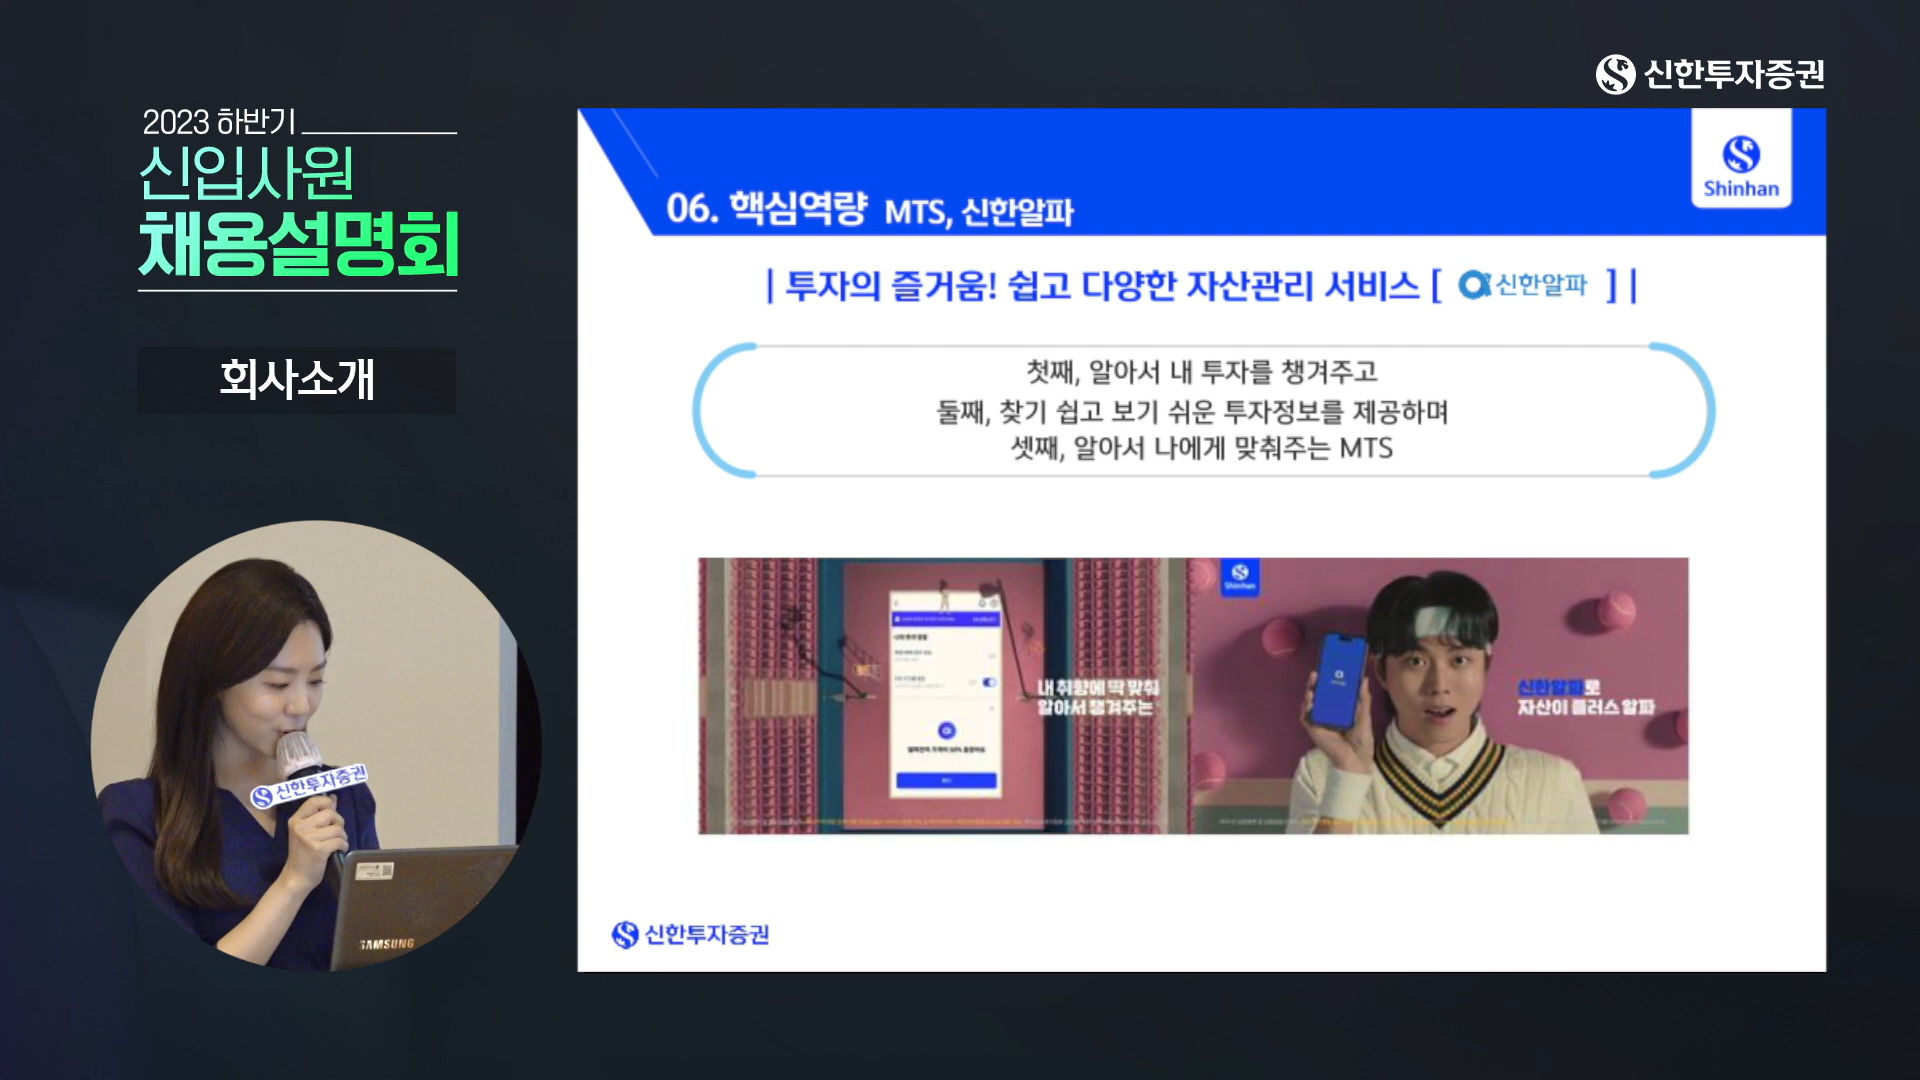 신한투자증권
2023 하반기
신입사원
채용설명회
회사소개
신한투자증권
SAMSUNG
06. 핵심역량 MTS, 신한알파
Shinhan
| 투자의 즐거움! 쉽고 다양한 자산관리 서비스 [ 신한알파 ] |
첫째, 알아서 내 투자를 챙겨주고
둘째, 찾기 쉽고 보기 쉬운 투자정보를 제공하며
셋째, 알아서 나에게 맞춰주는 MTS
내 취향에 딱 맞춰
알아서 챙겨주는
Shinhan
신한알파로
자산이 플러스 알파
신한투자증권